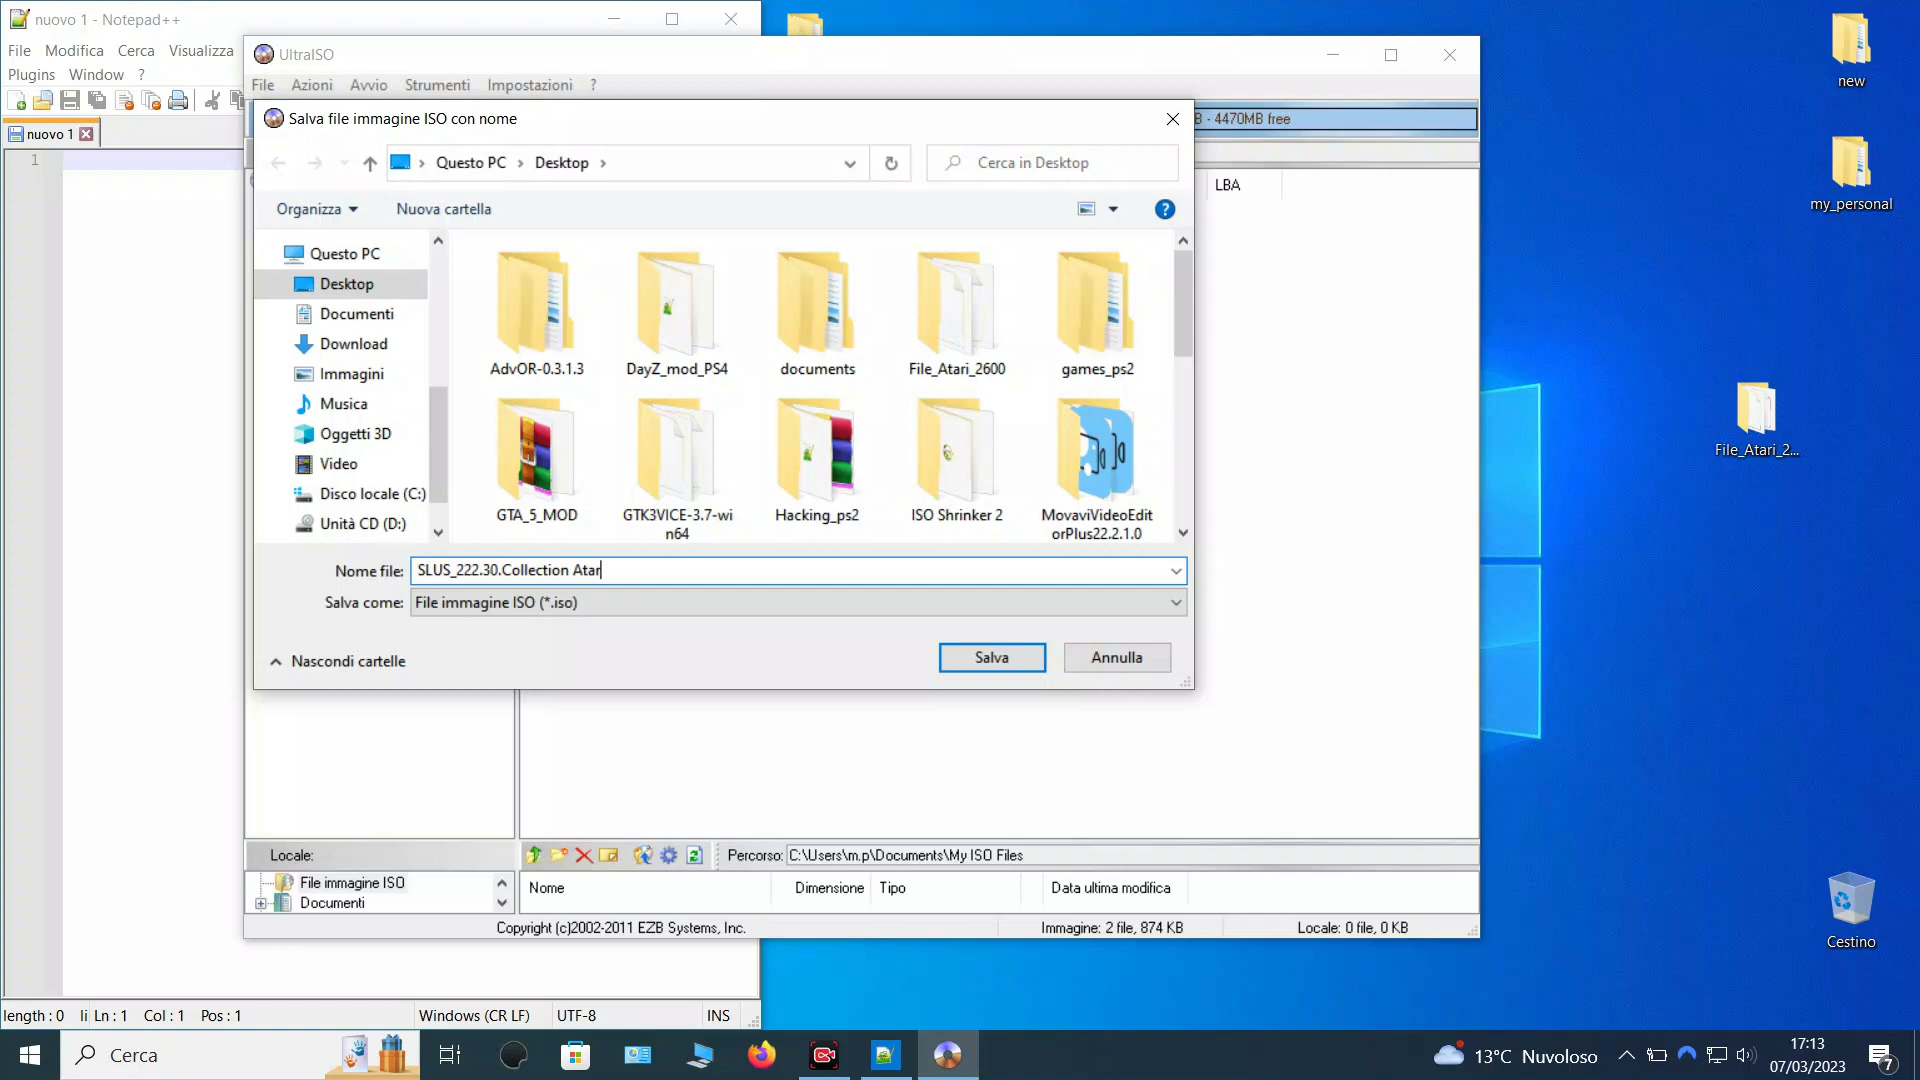 nuovo 1 - Notepad++
File Modifica Cerca Visualizza
Plugins Window ?
nuovo 1
1
UltraISO
File Azioni Avvio Strumenti Impostazioni ?
B - 4470MB free
LBA
Salva file immagine ISO con nome
Questo PC Desktop
Cerca in Desktop
Organizza Nuova cartella
Questo PC
Desktop
Documenti
Download
Immagini
Musica
Oggetti 3D
Video
Disco locale (C:)
Unità CD (D:)
AdvOR-0.3.1.3 DayZ_mod_PS4 documents File_Atari_2600 games_ps2
GTA_5_MOD GTK3VICE-3.7-wi Hacking_ps2 ISO Shrinker 2 MovaviVideoEdit
n64 orPlus22.2.1.0
Nome file: SLUS_222.30.Collection Atar
Salva come: File immagine ISO (*.iso)
Nascondi cartelle
Salva Annulla
Locale:
Percorso: C:\Users\m.p\Documents\My ISO Files
File immagine ISO
Documenti
Nome Dimensione Tipo Data ultima modifica
Copyright (c)2002-2011 EZB Systems, Inc. Immagine: 2 file, 874 KB Locale: 0 file, 0 KB
length : 0 li Ln : 1 Col : 1 Pos : 1 Windows (CR LF) UTF-8 INS
new
my_personal
File_Atari_2...
Cestino
Cerca
13°C Nuvoloso
17:13
07/03/2023
7